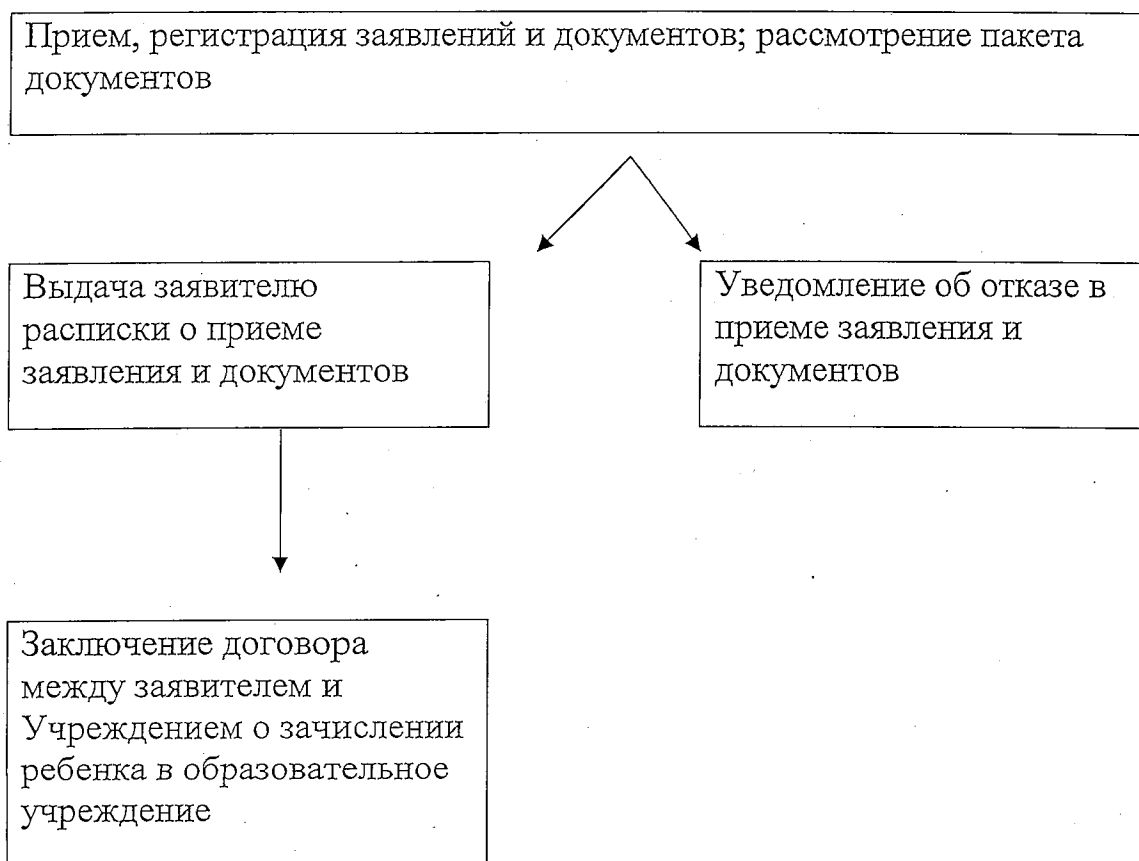 Прием, регистрация заявлений и документов; рассмотрение пакета
документов
Выдача заявителю
расписки о приеме
заявления и документов
Уведомление об отказе в
приеме заявления и
документов
Заключение договора
между заявителем и
Учреждением о зачислении
ребенка в образовательное
учреждение